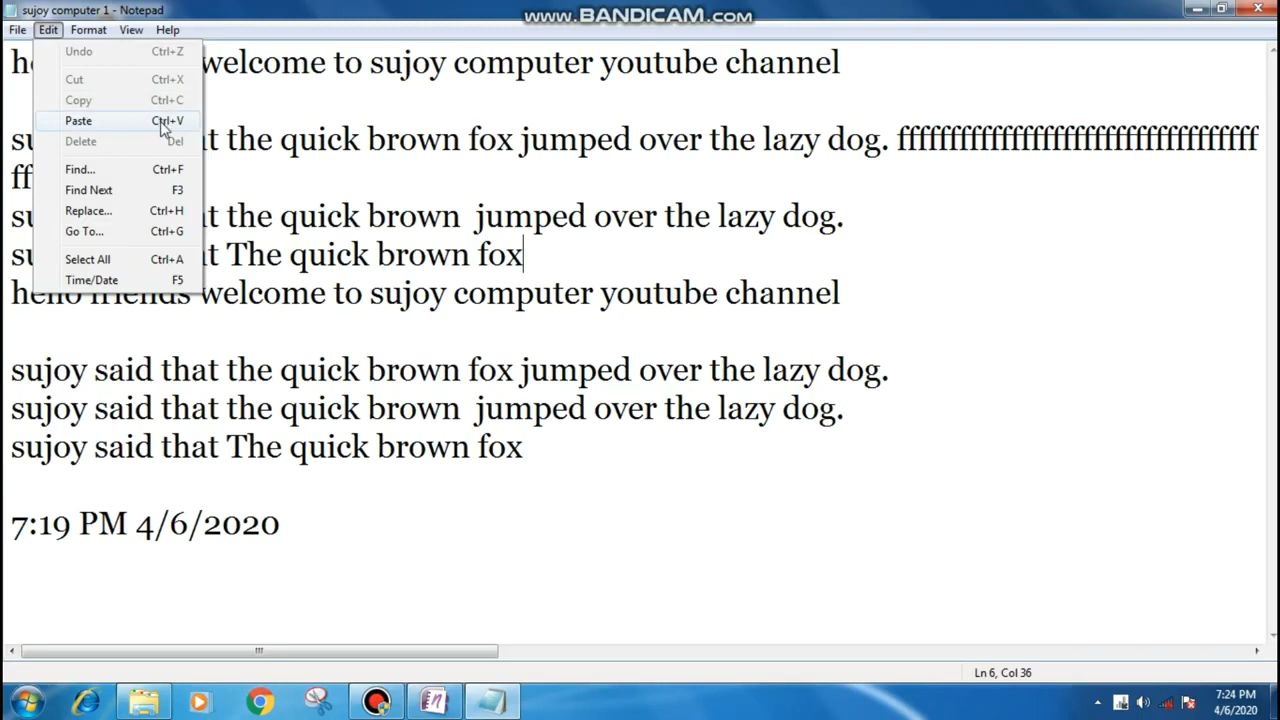 sujoy computer 1 - Notepad
www.BANDICAM.com
File Edit Format View Help
Undo Ctrl+Z
Cut Ctrl+X
Copy Ctrl+C
Paste Ctrl+V
Delete Del
Find... Ctrl+F
Find Next F3
Replace... Ctrl+H
Go To... Ctrl+G
Select All Ctrl+A
Time/Date F5
welcome to sujoy computer youtube channel
the quick brown fox jumped over the lazy dog.
the quick brown  jumped over the lazy dog.
The quick brown fox
hello friends welcome to sujoy computer youtube channel
sujoy said that the quick brown fox jumped over the lazy dog.
sujoy said that the quick brown  jumped over the lazy dog.
sujoy said that The quick brown fox
7:19 PM 4/6/2020
Ln 6, Col 36
7:24 PM
4/6/2020